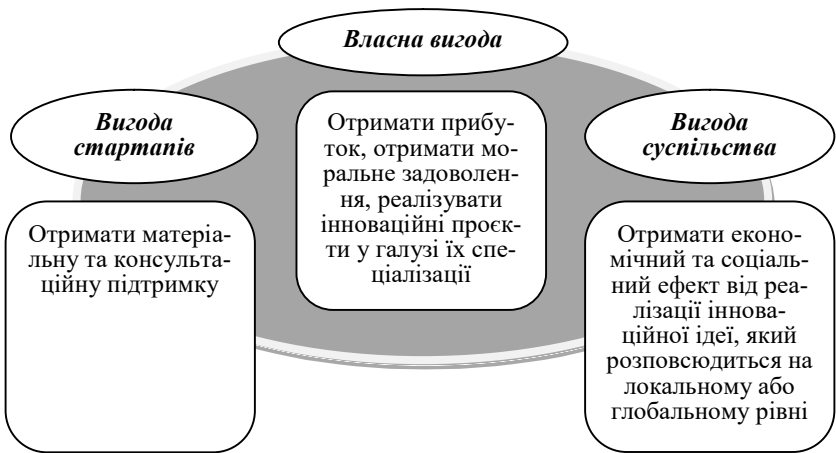 Власна вигода
Вигода
стартапів
Отримати матеріа-
льну та консульта-
ційну підтримку
Отримати прибу-
ток, отримати мо-
ральне задоволен-
ня, реалізувати
інноваційні проєк-
ти у галузі їх спе-
ціалізації
Вигода
суспільства
Отримати еконо-
мічний та соціаль-
ний ефект від реа-
лізації іннова-
ційної ідеї, який
розповсюдиться на
локальному або
глобальному рівні